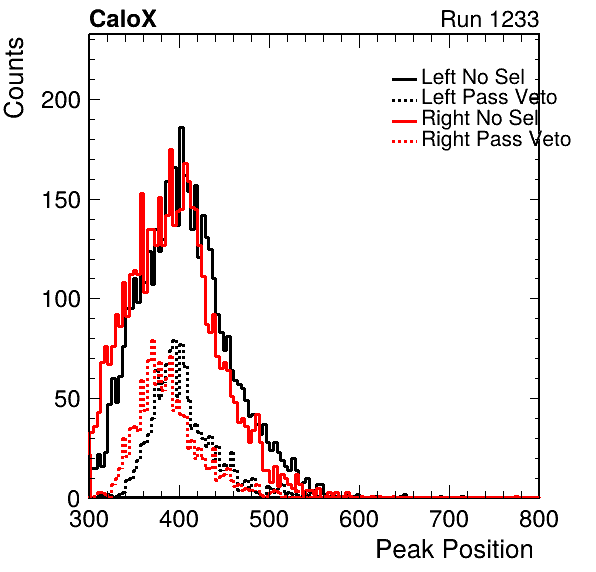 CaloX Run 1233
Counts
Left No Sel
Left Pass Veto
Right No Sel
Right Pass Veto
200
150
100
50
0
300 400 500 600 700 800
Peak Position